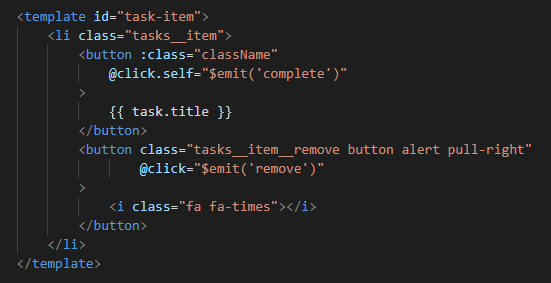 <template id="task-item">
    <li class="tasks__item">
        <button :class="className"
            @click.self="$emit('complete')"
        >
            {{ task.title }}
        </button>
        <button class="tasks__item__remove button alert pull-right"
                @click="$emit('remove')"
        >
            <i class="fa fa-times"></i>
        </button>
    </li>
</template>